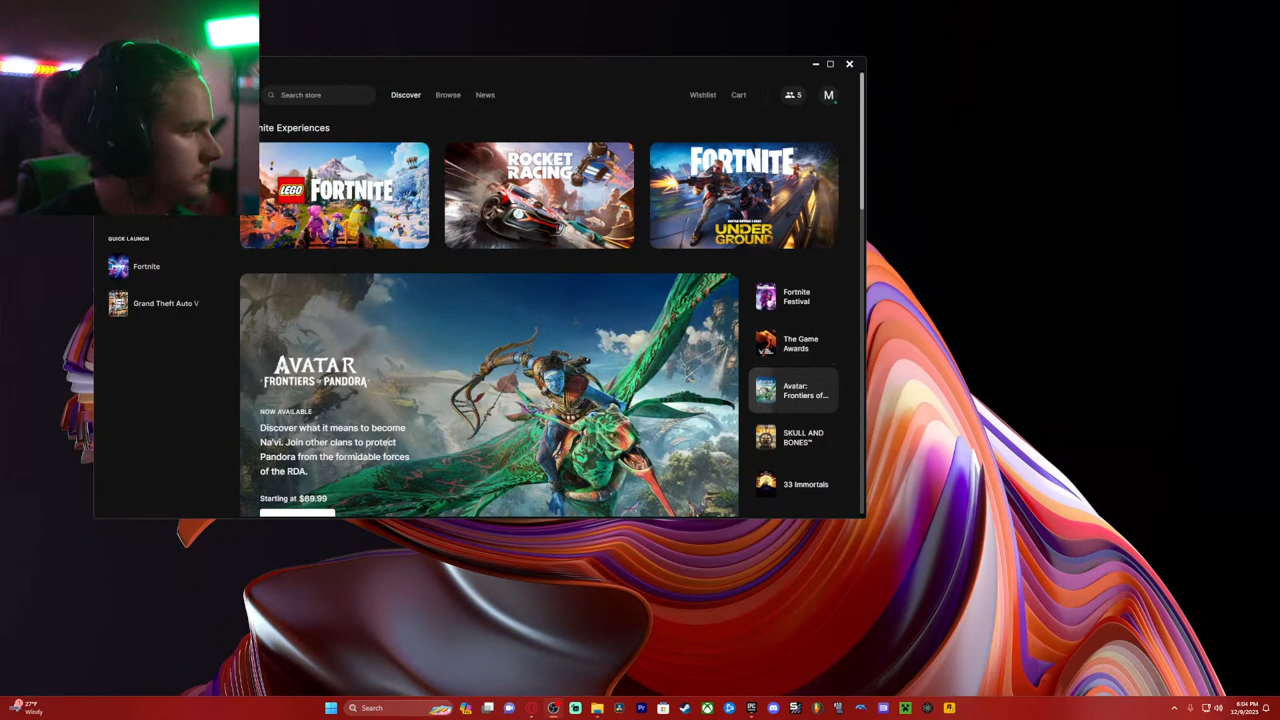 Search store
Discover
Browse
News
Wishlist
Cart
5
M
nite Experiences
LEGO
FORTNITE
ROCKET
RACING
FORTNITE
UNDER
GROUND
QUICK LAUNCH
Fortnite
Grand Theft Auto V
AVATAR
FRONTIERS OF PANDORA
NOW AVAILABLE
Discover what it means to become
Na'vi. Join other clans to protect
Pandora from the formidable forces
of the RDA.
Starting at $69.99
Fortnite
Festival
The Game
Awards
Avatar:
Frontiers of...
SKULL AND
BONES™
33 Immortals
27°F
Windy
Search
6:04 PM
12/9/2023